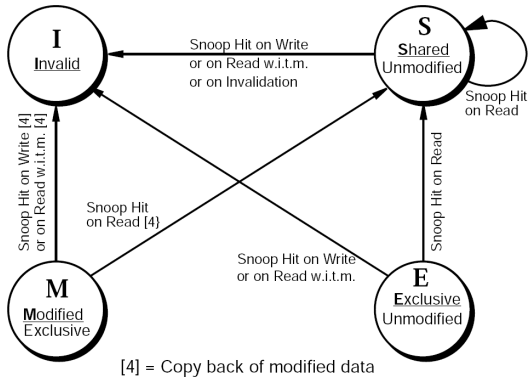 I
Invalid
S
Shared
Unmodified
Snoop Hit on Write
or on Read w.i.t.m.
or on Invalidation
Snoop Hit
on Read
Snoop Hit on Write [4]
or on Read w.i.t.m. [4]
Snoop Hit
on Read [4}
Snoop Hit on Read
Snoop Hit on Write
or on Read w.i.t.m.
M
Modified
Exclusive
E
Exclusive
Unmodified
[4] = Copy back of modified data